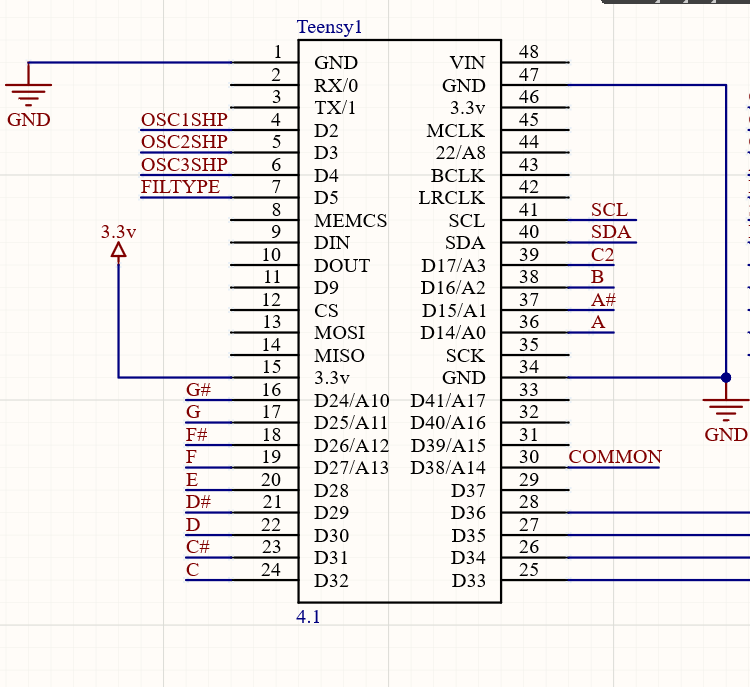 Teensy1
1 GND VIN 48
2 RX/0 GND 47
3 TX/1 3.3v 46
OSC1SHP 4 D2 MCLK 45
OSC2SHP 5 D3 22/A8 44
OSC3SHP 6 D4 BCLK 43
FILTYPE 7 D5 LRCLK 42
8 MEMCS SCL 41 SCL
9 DIN SDA 40 SDA
10 DOUT D17/A3 39 C2
11 D9 D16/A2 38 B
12 CS D15/A1 37 A#
13 MOSI D14/A0 36 A
14 MISO SCK 35
15 3.3v GND 34
G# 16 D24/A10 D41/A17 33
G 17 D25/A11 D40/A16 32
F# 18 D26/A12 D39/A15 31
F 19 D27/A13 D38/A14 30 COMMON
E 20 D28 D37 29
D# 21 D29 D36 28
D 22 D30 D35 27
C# 23 D31 D34 26
C 24 D32 D33 25
4.1
GND
3.3v
GND